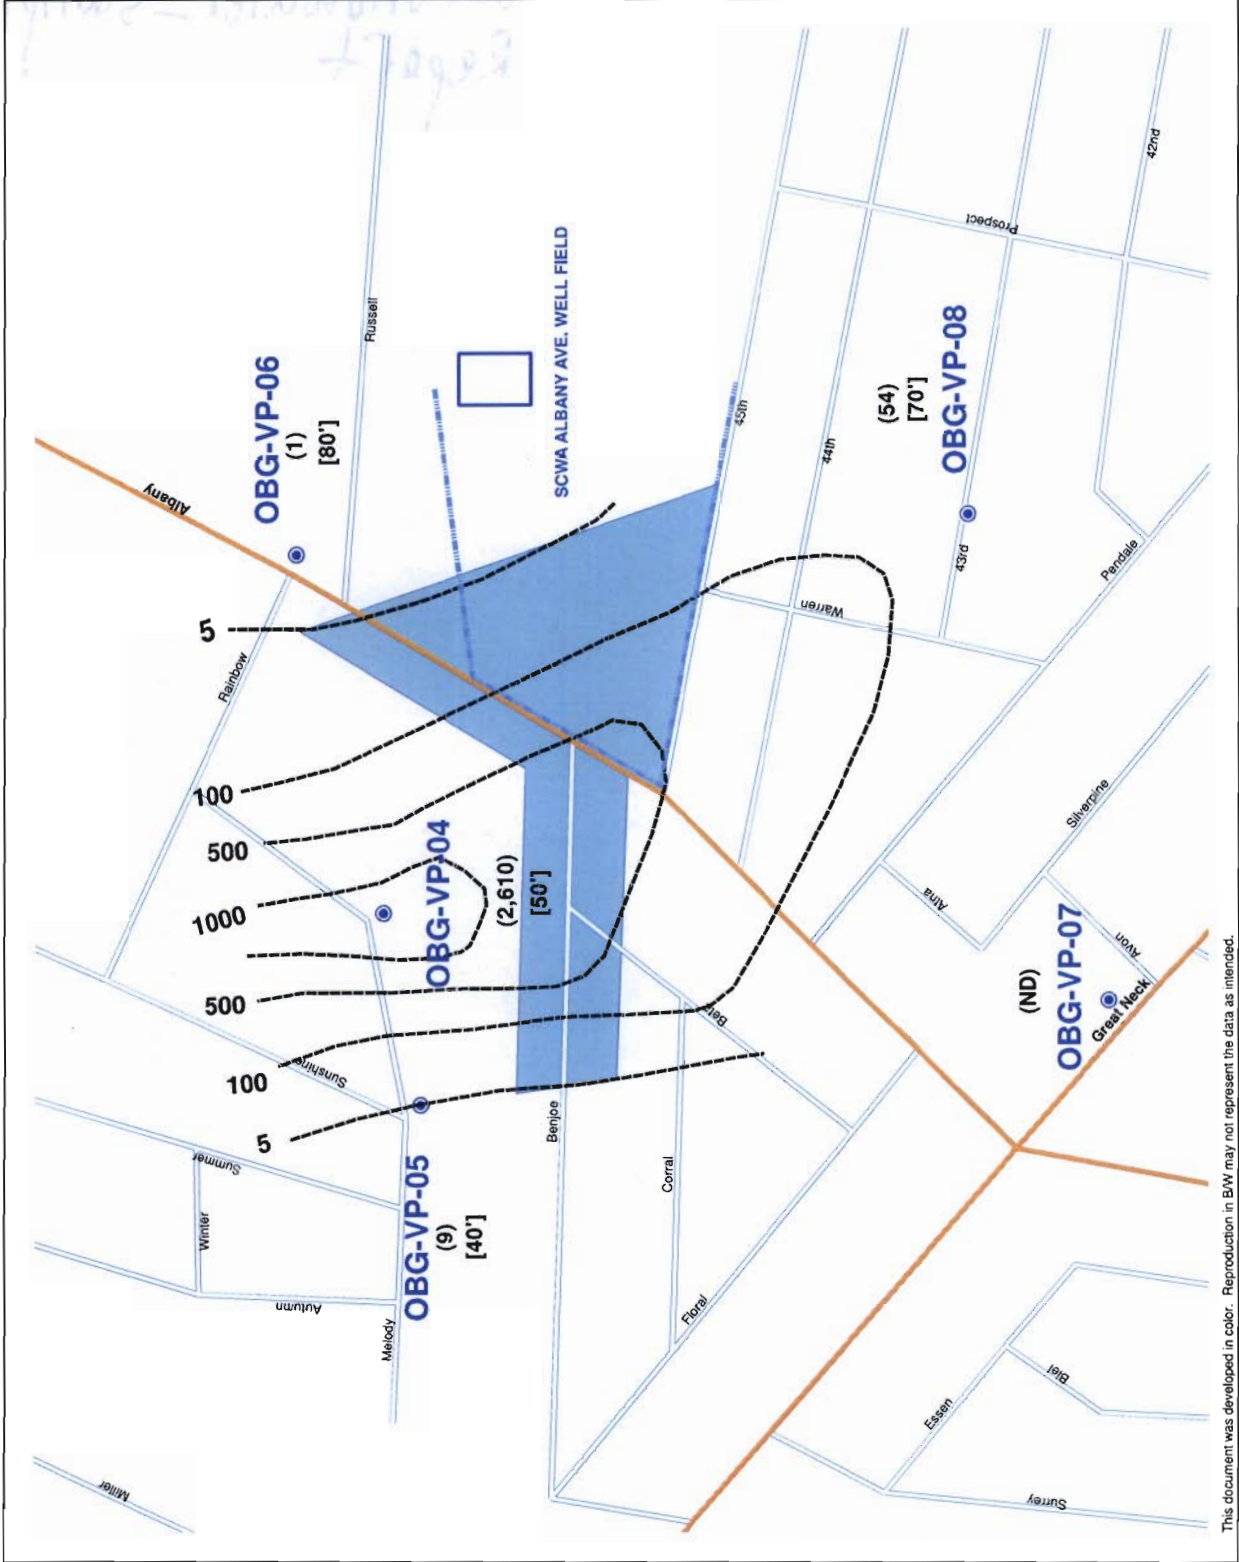 Albany
OBG-VP-06
(1)
[80']
Russell
SCWA ALBANY AVE. WELL FIELD
5
Rainbow
100
500
1000
500
100
5
OBG-VP-04
(2,610)
[50']
Sunshine
Summer
Winter
Autumn
Melody
OBG-VP-05
(9)
[40']
Miller
Benjoe
Corral
Floral
Beth
45th
44th
Warren
Prospect
42nd
(54)
[70']
OBG-VP-08
43rd
Pendale
Silverpine
Atna
Avon
(ND)
OBG-VP-07
Great Neck
Essen
Biel
Surrey
This document was developed in color. Reproduction in B/W may not represent the data as intended.